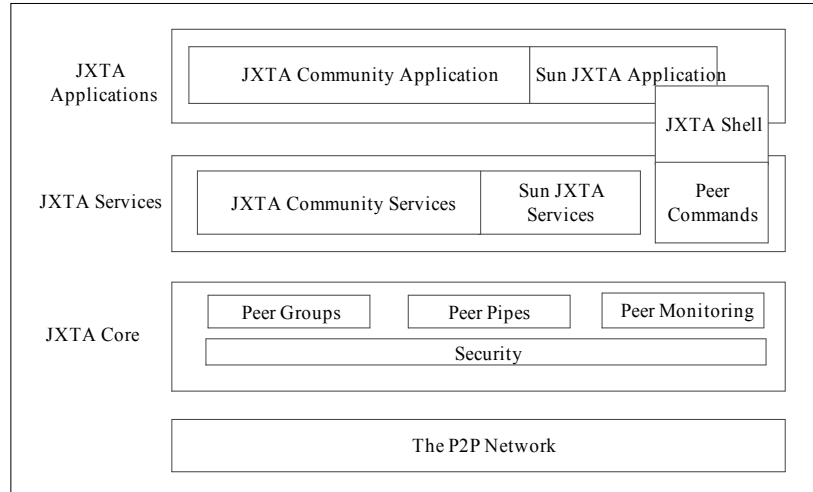 JXTA
Applications
JXTA Community Application
Sun JXTA Application
JXTA Shell
JXTA Services
JXTA Community Services
Sun JXTA
Services
Peer
Commands
JXTA Core
Peer Groups
Peer Pipes
Peer Monitoring
Security
The P2P Network